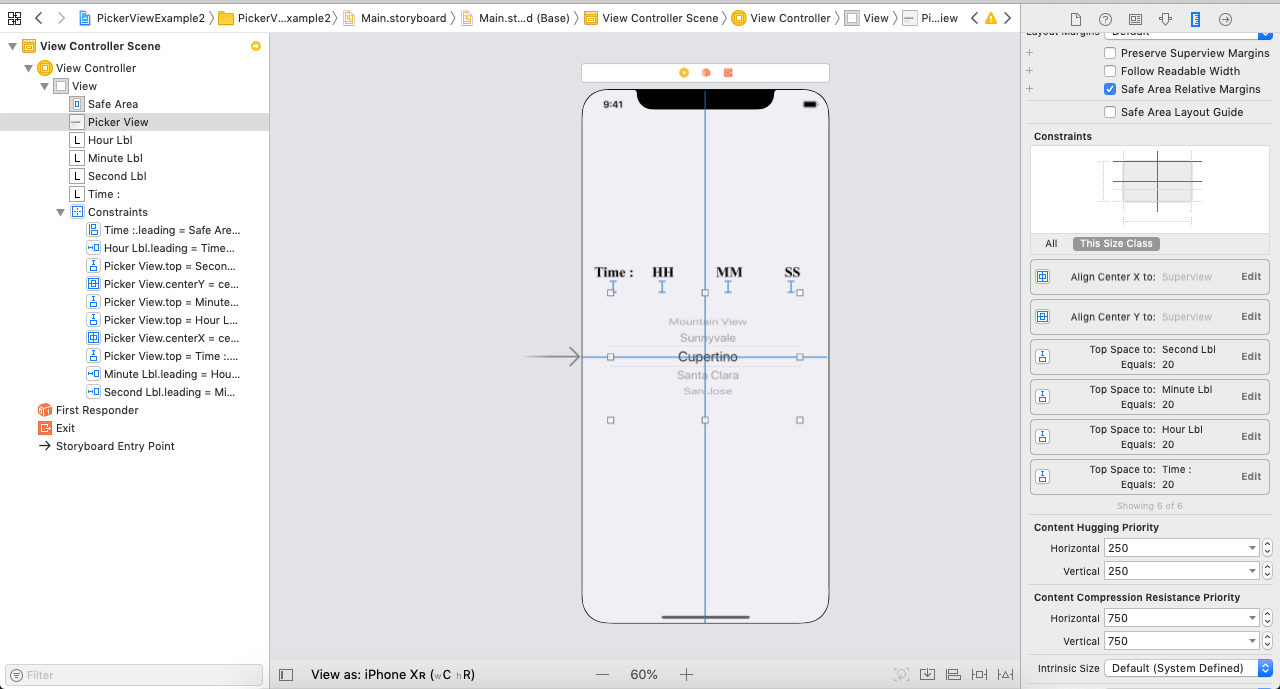 PickerViewExample2
PickerV...xample2
Main.storyboard
Main.st...d (Base)
View Controller Scene
View Controller
View
Pi...iew
View Controller Scene
View Controller
View
Safe Area
Picker View
L Hour Lbl
L Minute Lbl
L Second Lbl
L Time :
Constraints
Time :.leading = Safe Are...
Hour Lbl.leading = Time...
Picker View.top = Secon...
Picker View.centerY = ce...
Picker View.top = Minute...
Picker View.top = Hour L...
Picker View.centerX = ce...
Picker View.top = Time :....
Minute Lbl.leading = Hou...
Second Lbl.leading = Mi...
First Responder
Exit
Storyboard Entry Point
Filter
9:41
Time : HH MM SS
Mountain View
Sunnyvale
Cupertino
Santa Clara
San Jose
View as: iPhone XR (wC hR)
60%
Layout Margins Default
Preserve Superview Margins
Follow Readable Width
Safe Area Relative Margins
Safe Area Layout Guide
Constraints
All This Size Class
Align Center X to: Superview Edit
Align Center Y to: Superview Edit
Top Space to: Second Lbl
Equals: 20
Edit
Top Space to: Minute Lbl
Equals: 20
Edit
Top Space to: Hour Lbl
Equals: 20
Edit
Top Space to: Time :
Equals: 20
Edit
Showing 6 of 6
Content Hugging Priority
Horizontal 250
Vertical 250
Content Compression Resistance Priority
Horizontal 750
Vertical 750
Intrinsic Size Default (System Defined)